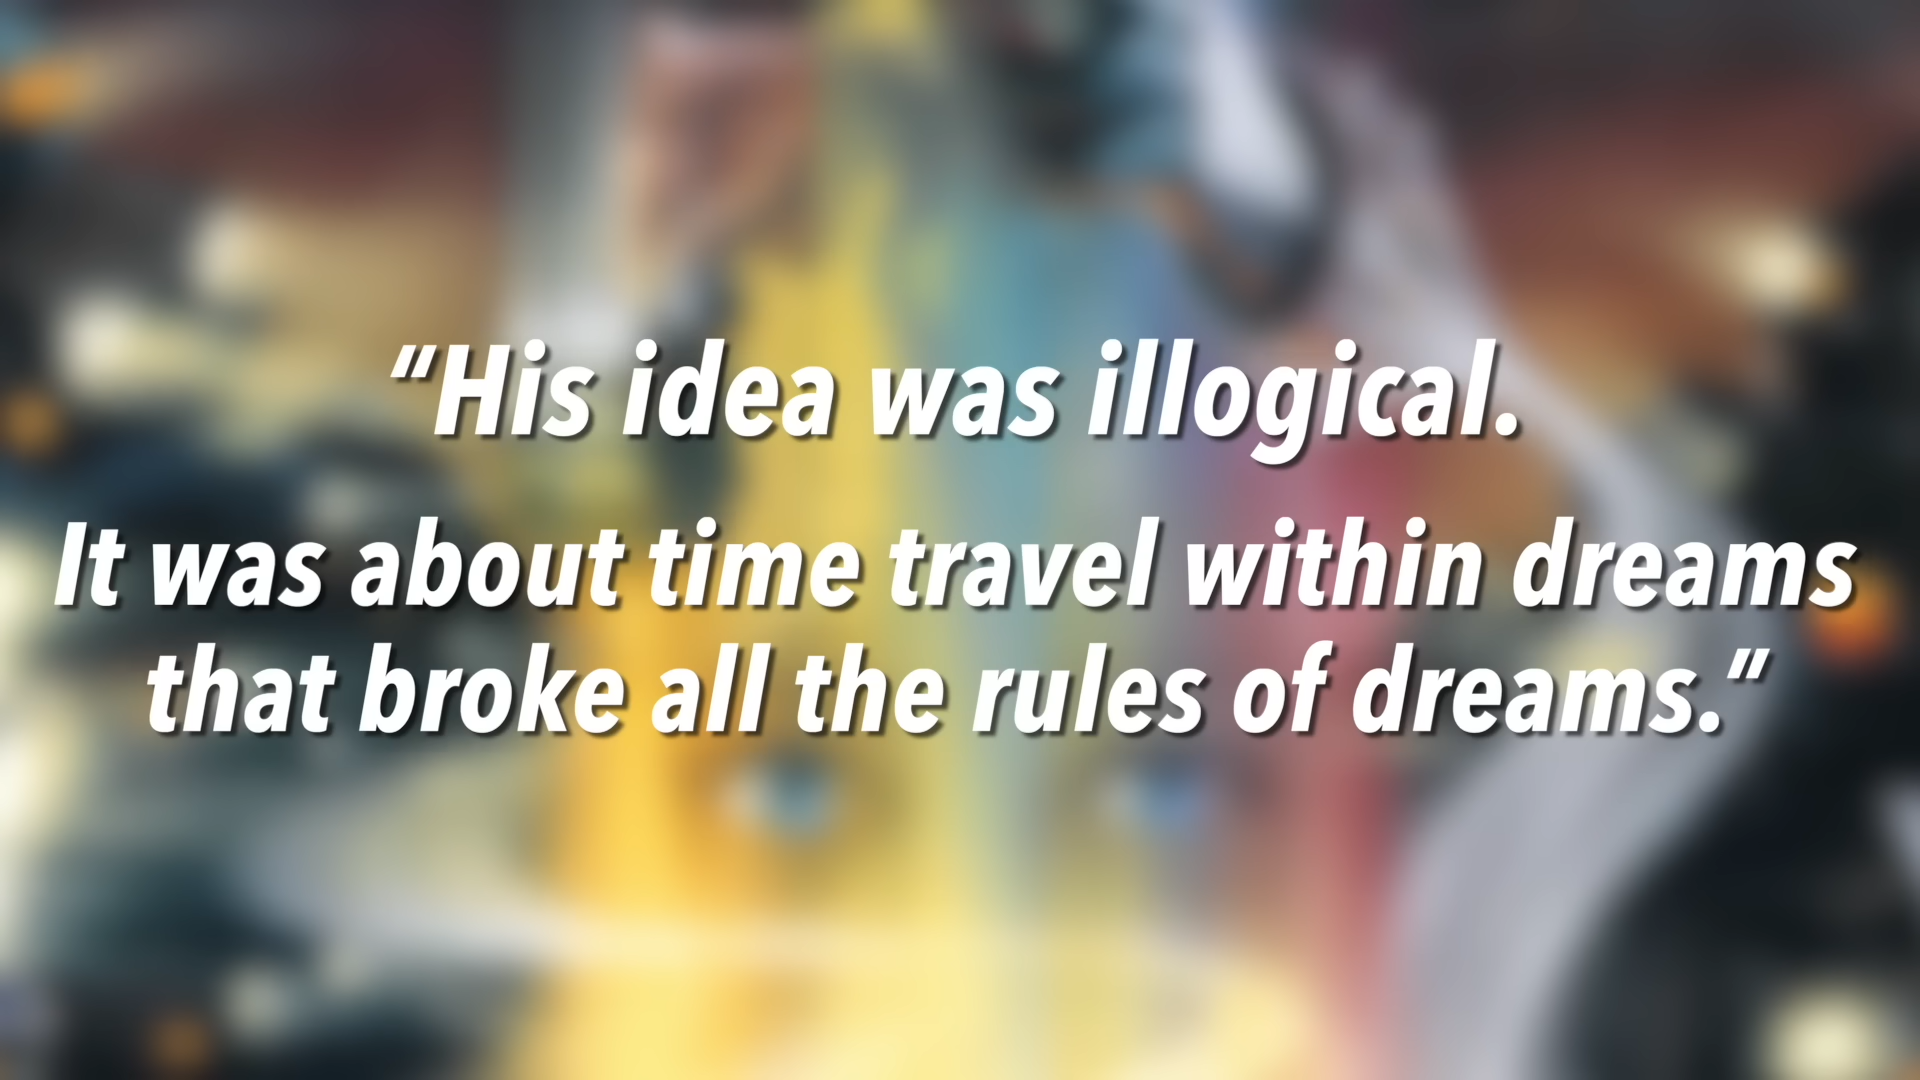 “His idea was illogical.
It was about time travel within dreams
that broke all the rules of dreams.”